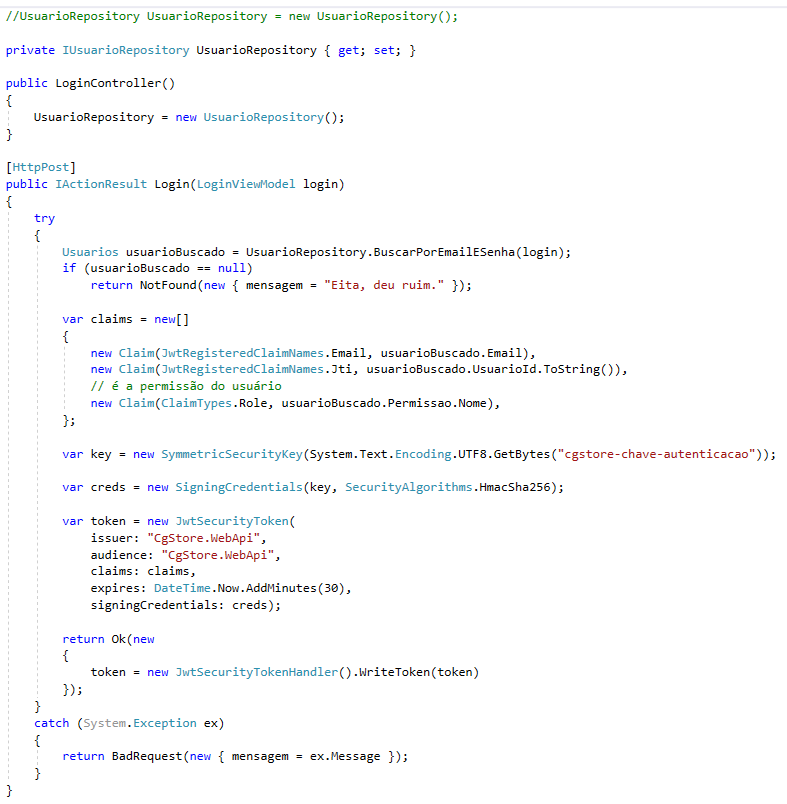 //UsuarioRepository UsuarioRepository = new UsuarioRepository();
private IUsuarioRepository UsuarioRepository { get; set; }
public LoginController()
{
UsuarioRepository = new UsuarioRepository();
}
[HttpPost]
public IActionResult Login(LoginViewModel login)
{
try
{
Usuarios usuarioBuscado = UsuarioRepository.BuscarPorEmailESenha(login);
if (usuarioBuscado == null)
return NotFound(new { mensagem = "Eita, deu ruim." });
var claims = new[]
{
new Claim(JwtRegisteredClaimNames.Email, usuarioBuscado.Email),
new Claim(JwtRegisteredClaimNames.Jti, usuarioBuscado.UsuarioId.ToString()),
// é a permissão do usuário
new Claim(ClaimTypes.Role, usuarioBuscado.Permissao.Nome),
};
var key = new SymmetricSecurityKey(System.Text.Encoding.UTF8.GetBytes("cgstore-chave-autenticacao"));
var creds = new SigningCredentials(key, SecurityAlgorithms.HmacSha256);
var token = new JwtSecurityToken(
issuer: "CgStore.WebApi",
audience: "CgStore.WebApi",
claims: claims,
expires: DateTime.Now.AddMinutes(30),
signingCredentials: creds);
return Ok(new
{
token = new JwtSecurityTokenHandler().WriteToken(token)
});
}
catch (System.Exception ex)
{
return BadRequest(new { mensagem = ex.Message });
}
}